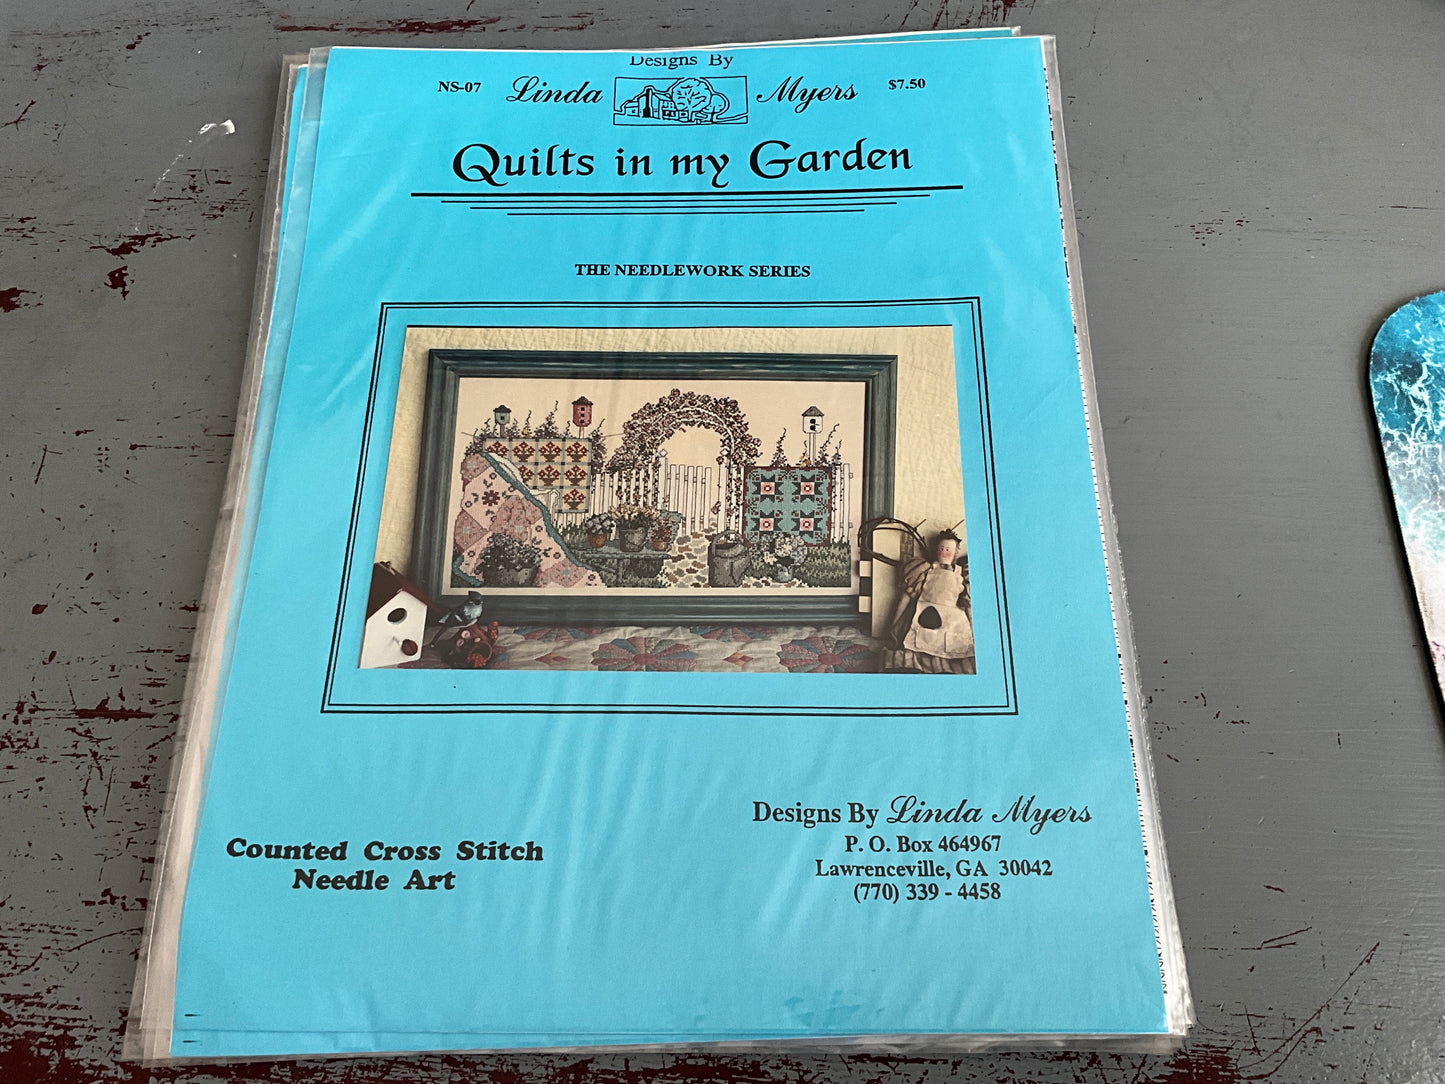 Designs By
NS-07 Linda Myers $7.50
Quilts in my Garden
THE NEEDLEWORK SERIES
Designs By Linda Myers
P. O. Box 464967
Lawrenceville, GA 30042
(770) 339 - 4458
Counted Cross Stitch
Needle Art